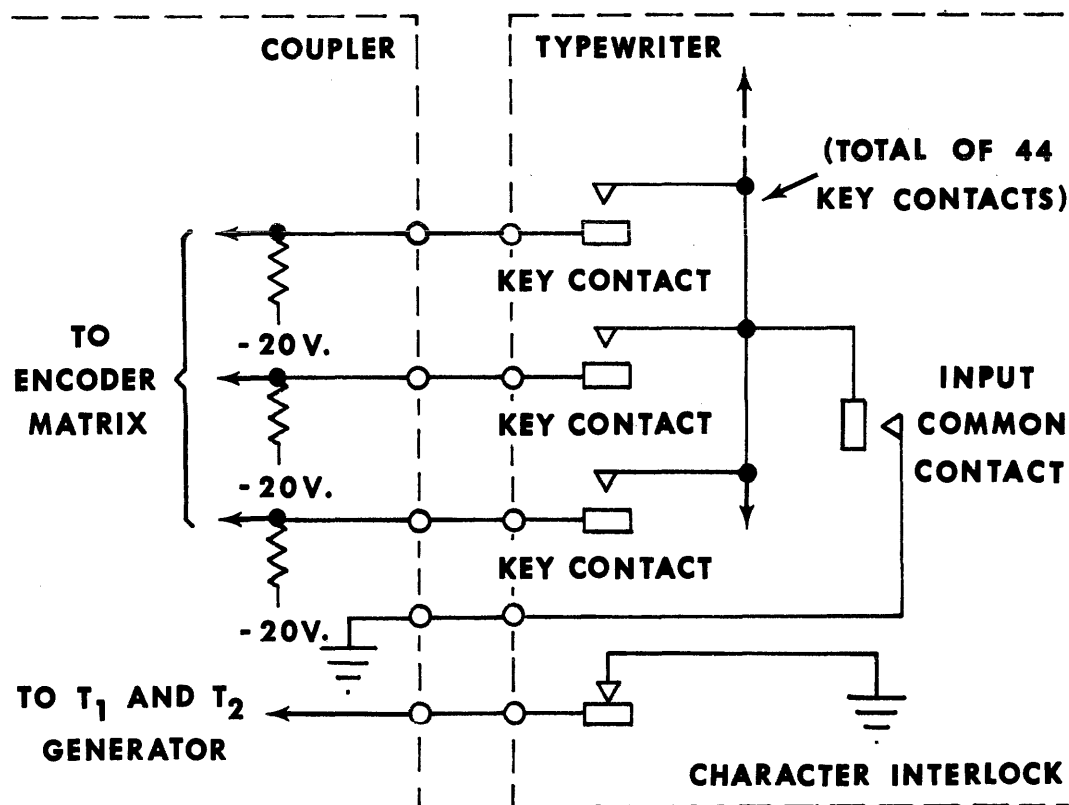 COUPLER
TYPEWRITER
(TOTAL OF 44
KEY CONTACTS)
KEY CONTACT
- 20V.
KEY CONTACT
- 20V.
KEY CONTACT
- 20V.
TO
ENCODER
MATRIX
INPUT
COMMON
CONTACT
TO T1 AND T2
GENERATOR
CHARACTER INTERLOCK